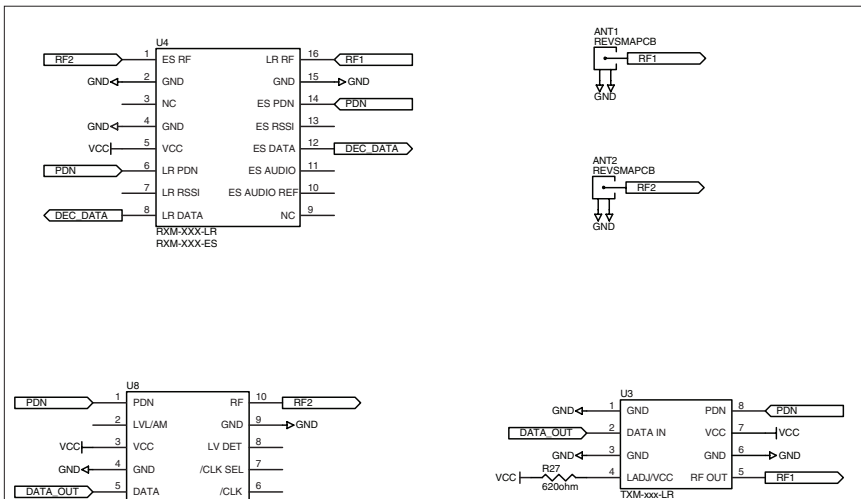 U4
RF2 1 ES RF LR RF 16 RF1
GND 2 GND GND 15 GND
3 NC ES PDN 14 PDN
GND 4 GND ES RSSI 13
VCC 5 VCC ES DATA 12 DEC_DATA
PDN 6 LR PDN ES AUDIO 11
7 LR RSSI ES AUDIO REF 10
DEC_DATA 8 LR DATA NC 9
RXM-XXX-LR
RXM-XXX-ES
ANT1
REVSMAPCB
RF1
GND
ANT2
REVSMAPCB
RF2
GND
U8
PDN 1 PDN RF 10 RF2
2 LVL/AM GND 9 GND
VCC 3 VCC LV DET 8
GND 4 GND /CLK SEL 7
DATA_OUT 5 DATA /CLK 6
U3
GND 1 GND PDN 8 PDN
DATA_OUT 2 DATA IN VCC 7 VCC
GND 3 GND GND 6 GND
VCC R27 4 LADJ/VCC RF OUT 5 RF1
620ohm
TXM-xxx-LR